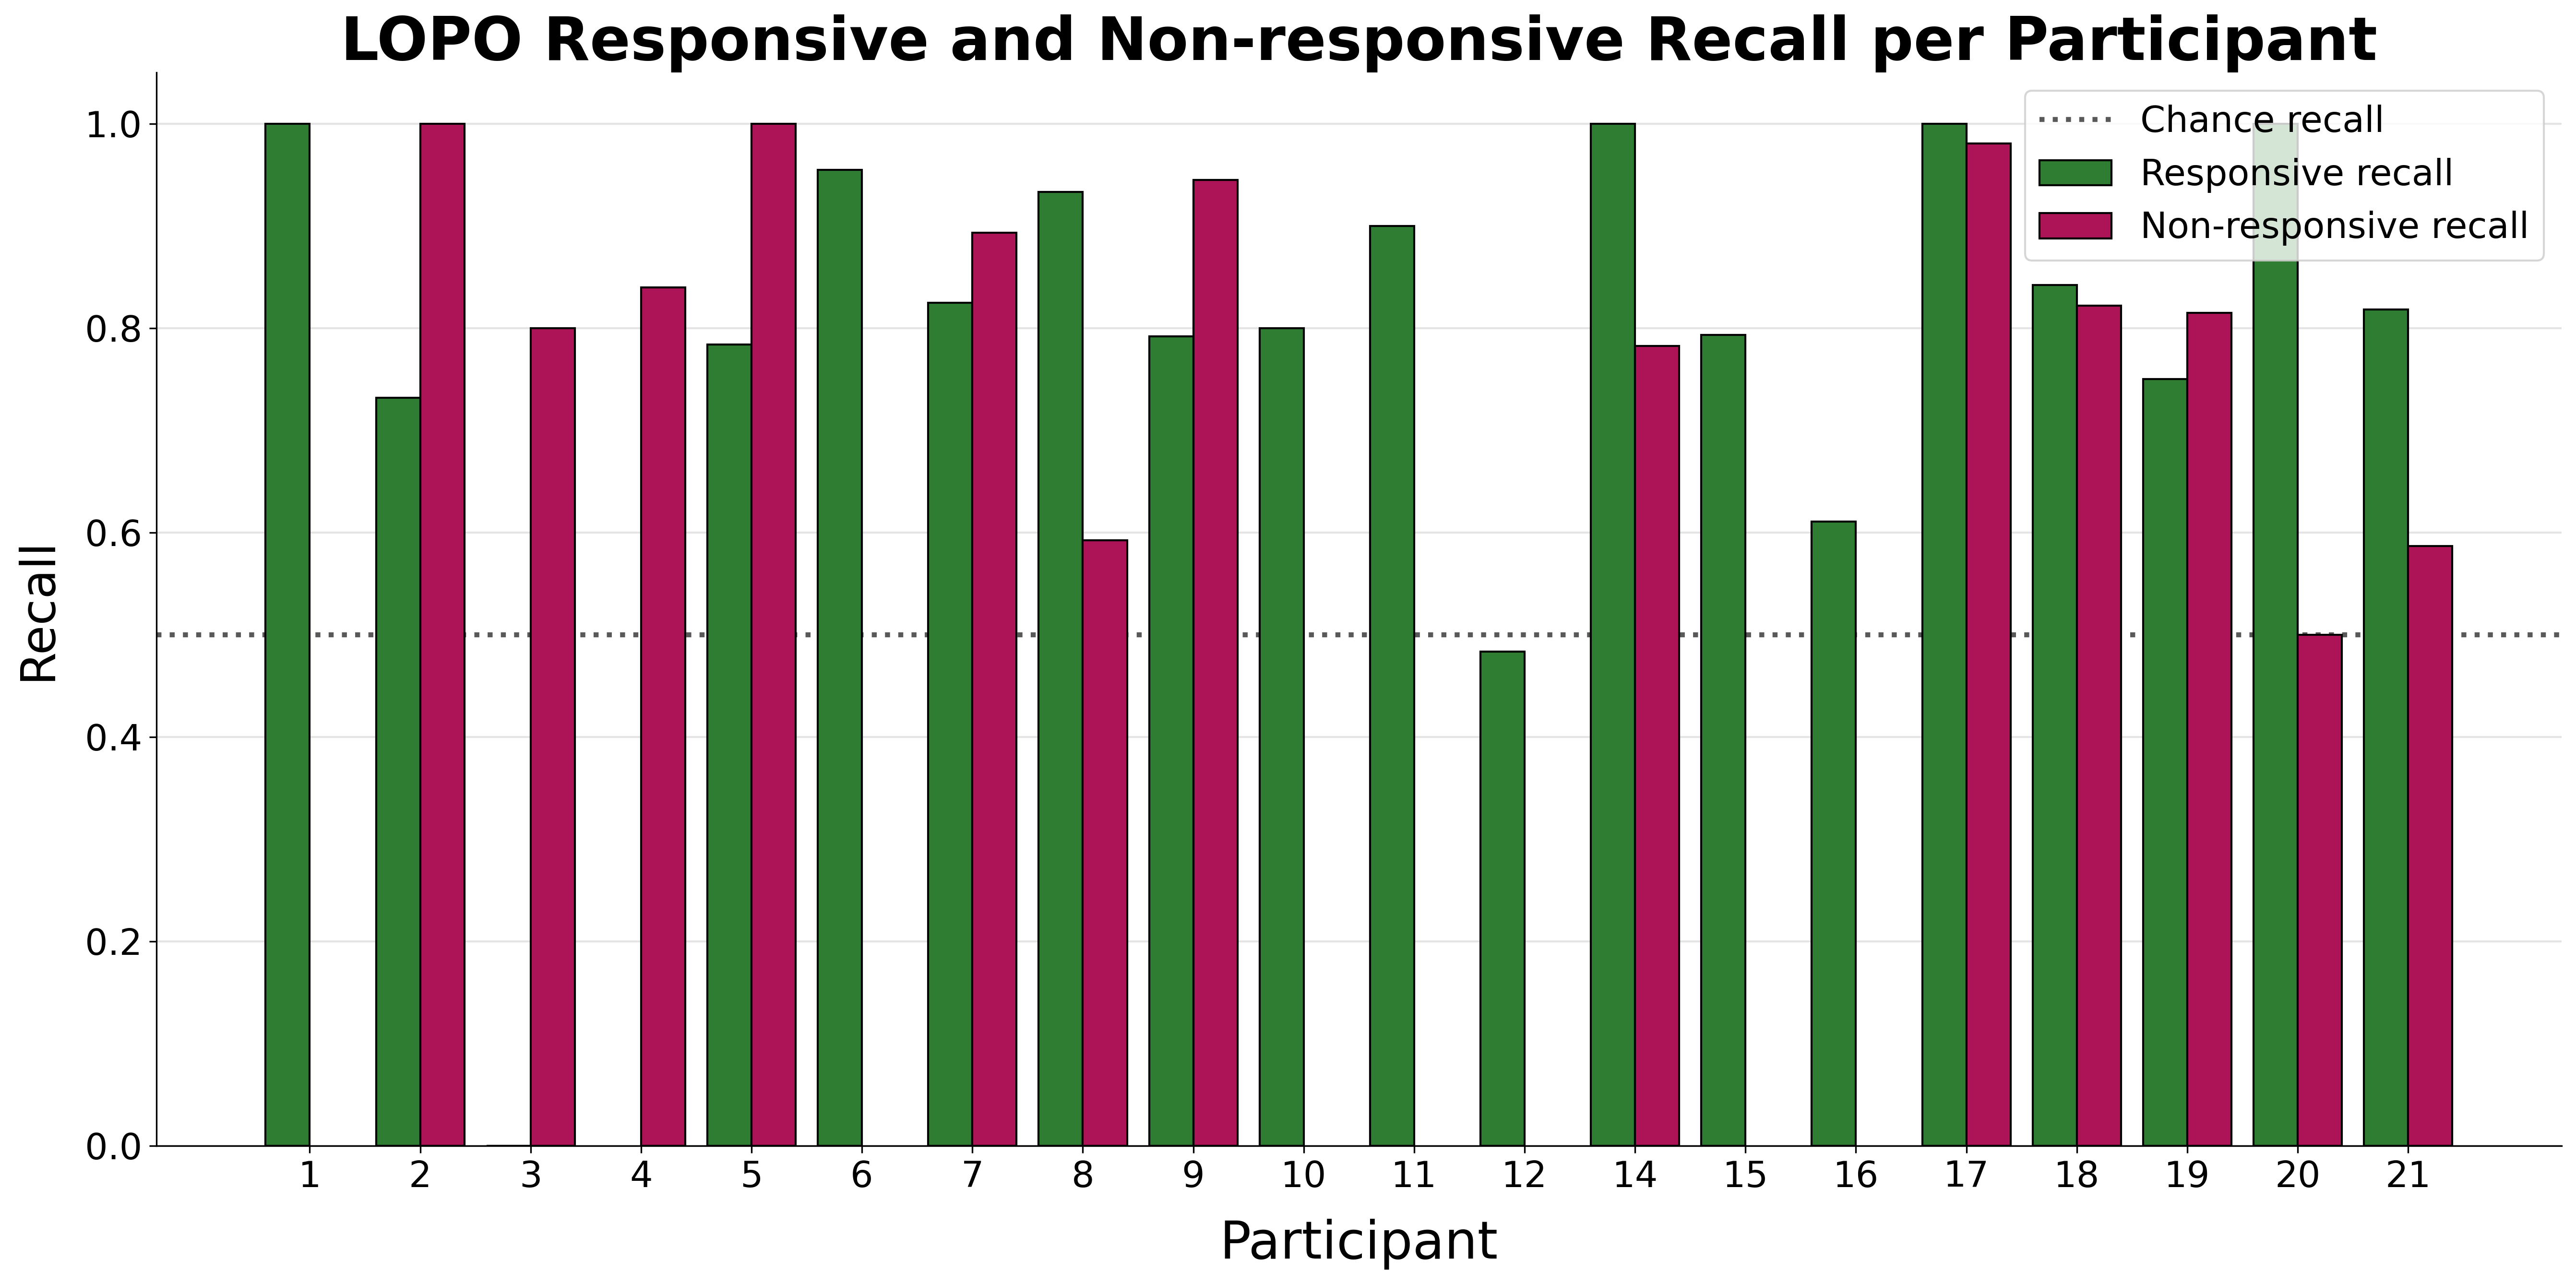 LOPO Responsive and Non-responsive Recall per Participant
Chance recall
Responsive recall
Non-responsive recall
Recall
1.0
0.8
0.6
0.4
0.2
0.0
1 2 3 4 5 6 7 8 9 10 11 12 14 15 16 17 18 19 20 21
Participant